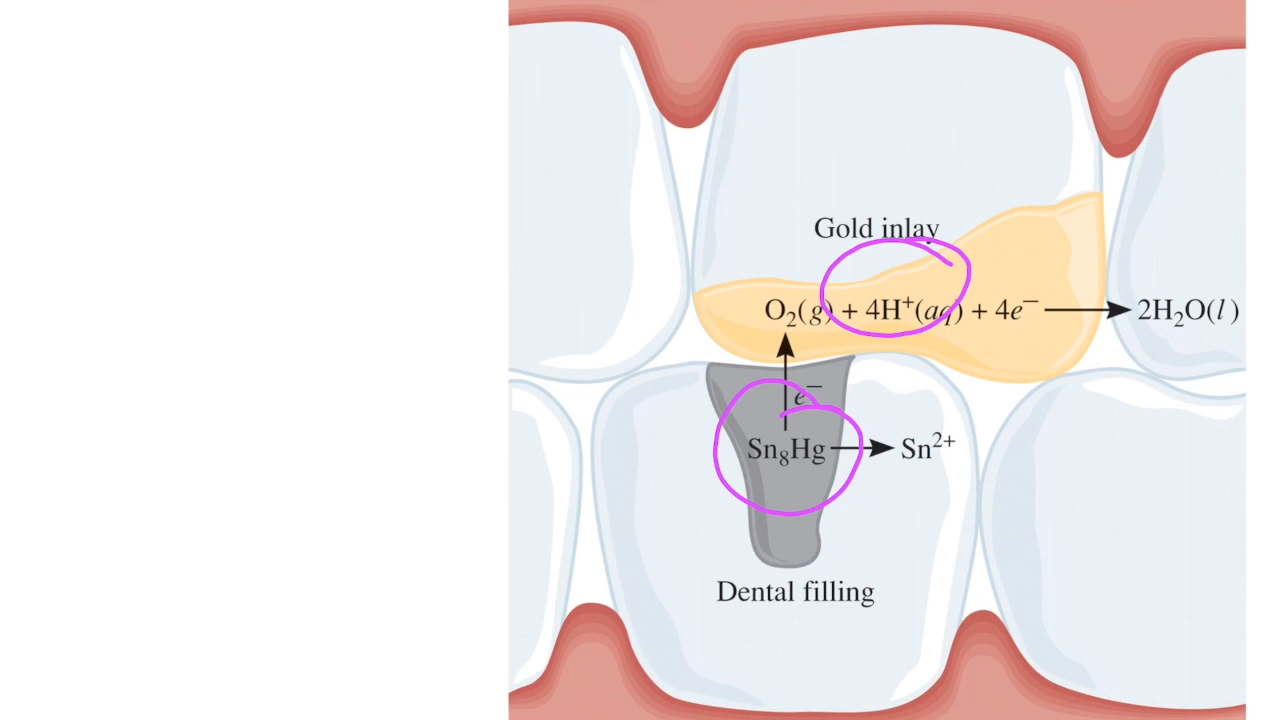 Gold inlay
O₂(g) + 4H⁺(aq) + 4e⁻ ⟶ 2H₂O(l)
e⁻
Sn₈Hg ⟶ Sn²⁺
Dental filling